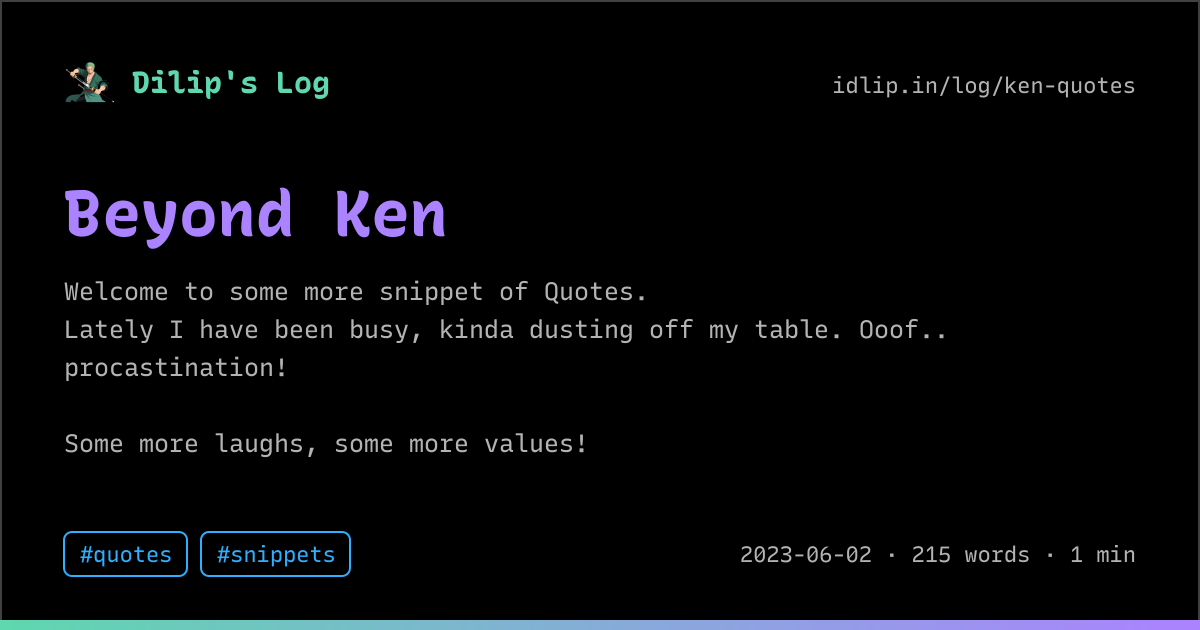 Dilip's Log
idlip.in/log/ken-quotes
Beyond Ken
Welcome to some more snippet of Quotes.
Lately I have been busy, kinda dusting off my table. Ooof..
procastination!
Some more laughs, some more values!
#quotes #snippets
2023-06-02 · 215 words · 1 min